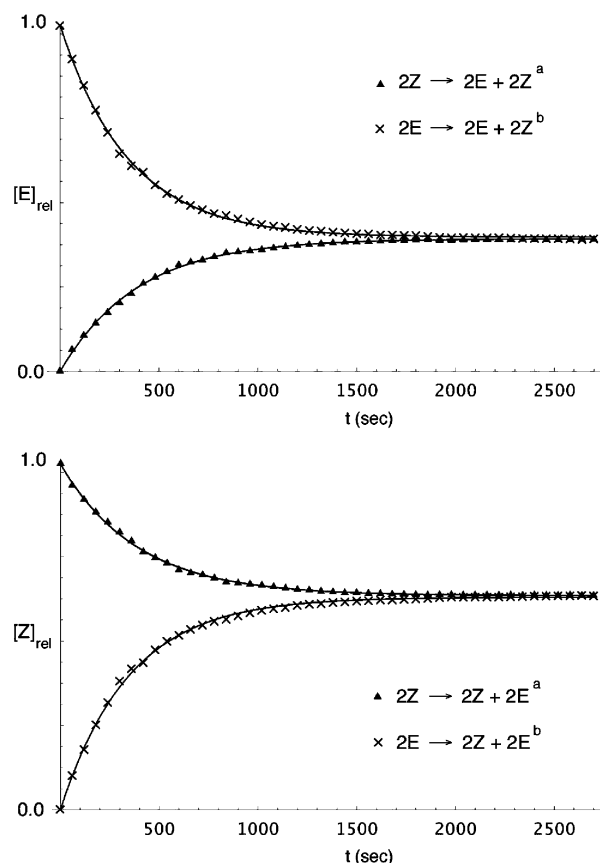 1.0
▲ 2Z → 2E + 2Z^a
× 2E → 2E + 2Z^b
[E]rel
0.0
500 1000 1500 2000 2500
t (sec)
1.0
[Z]rel
▲ 2Z → 2Z + 2E^a
× 2E → 2Z + 2E^b
0.0
500 1000 1500 2000 2500
t (sec)